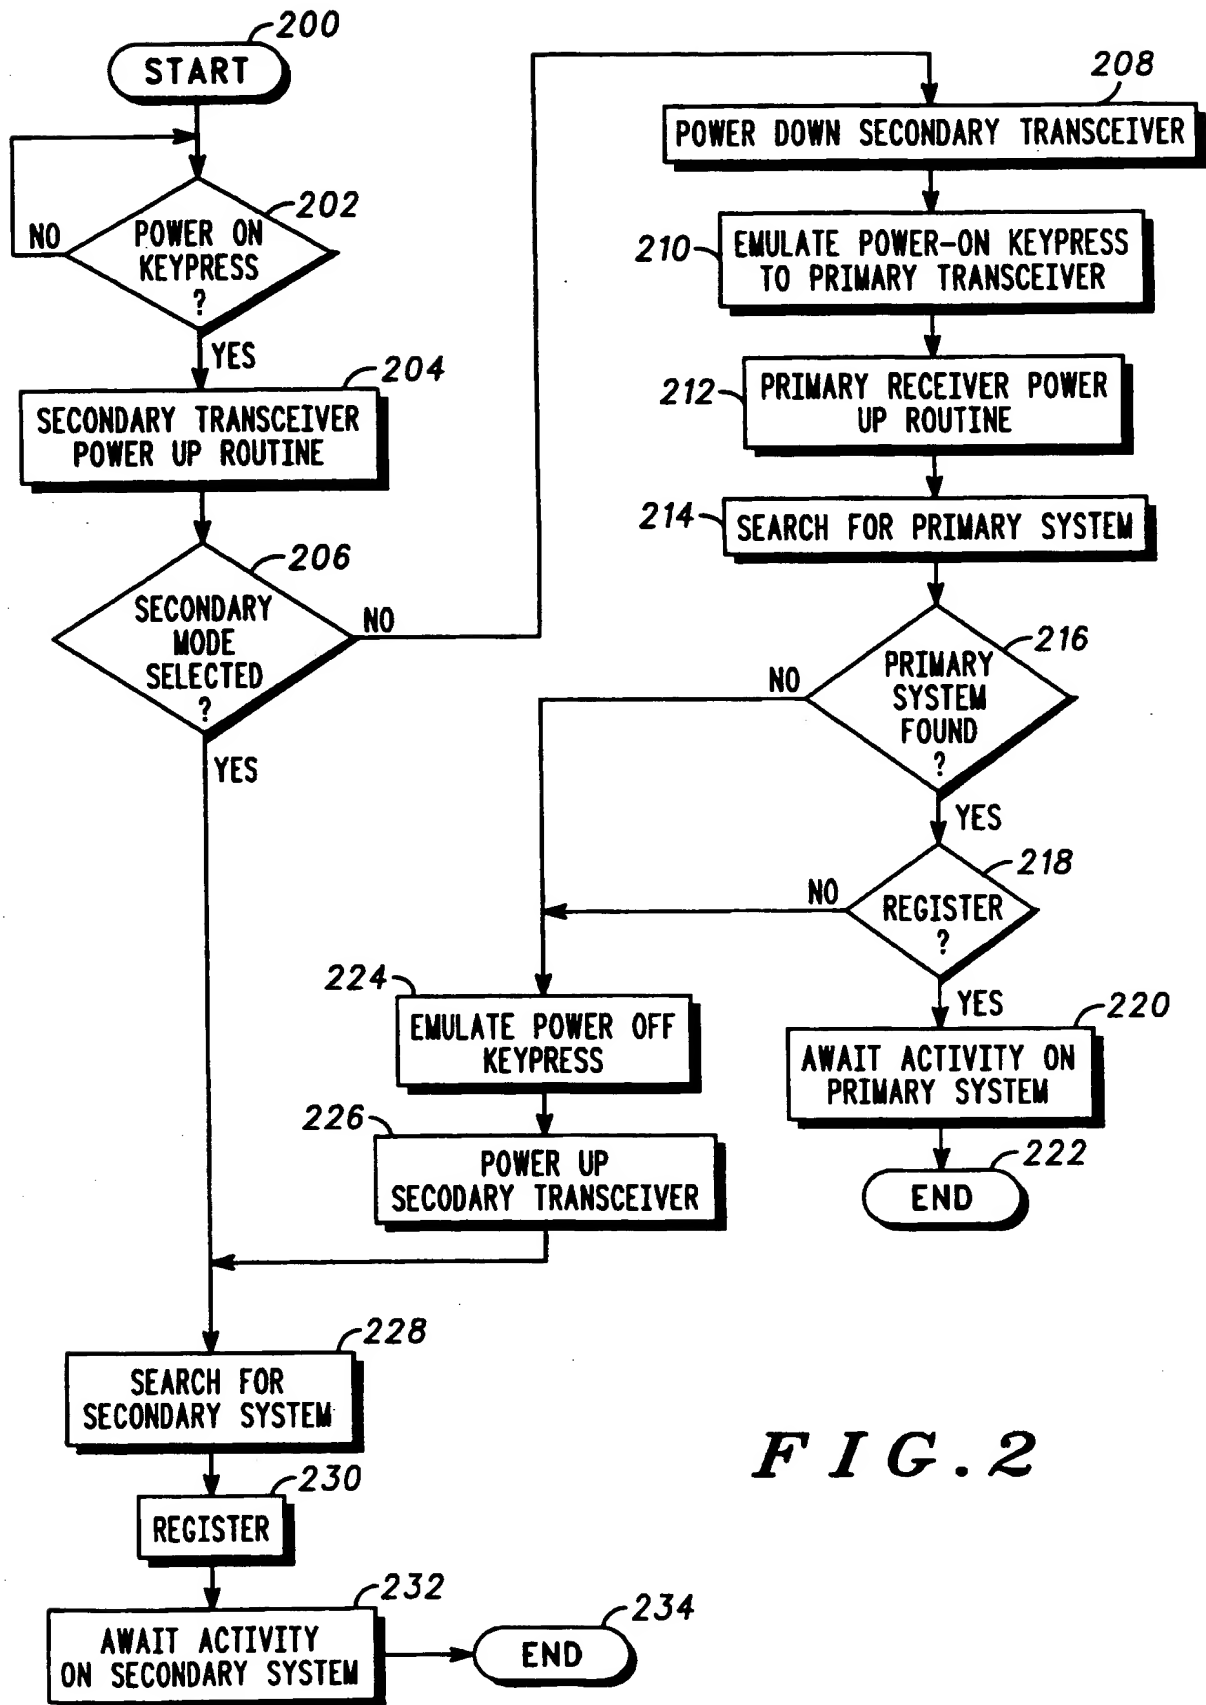 200
START
202
POWER ON
KEYPRESS
?
NO
YES
204
SECONDARY TRANSCEIVER
POWER UP ROUTINE
206
SECONDARY
MODE
SELECTED
?
NO
YES
208
POWER DOWN SECONDARY TRANSCEIVER
210
EMULATE POWER-ON KEYPRESS
TO PRIMARY TRANSCEIVER
212
PRIMARY RECEIVER POWER
UP ROUTINE
214
SEARCH FOR PRIMARY SYSTEM
216
PRIMARY
SYSTEM
FOUND
?
NO
YES
218
REGISTER
?
NO
YES
220
AWAIT ACTIVITY ON
PRIMARY SYSTEM
222
END
224
EMULATE POWER OFF
KEYPRESS
226
POWER UP
SECODARY TRANSCEIVER
228
SEARCH FOR
SECONDARY SYSTEM
230
REGISTER
232
AWAIT ACTIVITY
ON SECONDARY SYSTEM
234
END
FIG.2